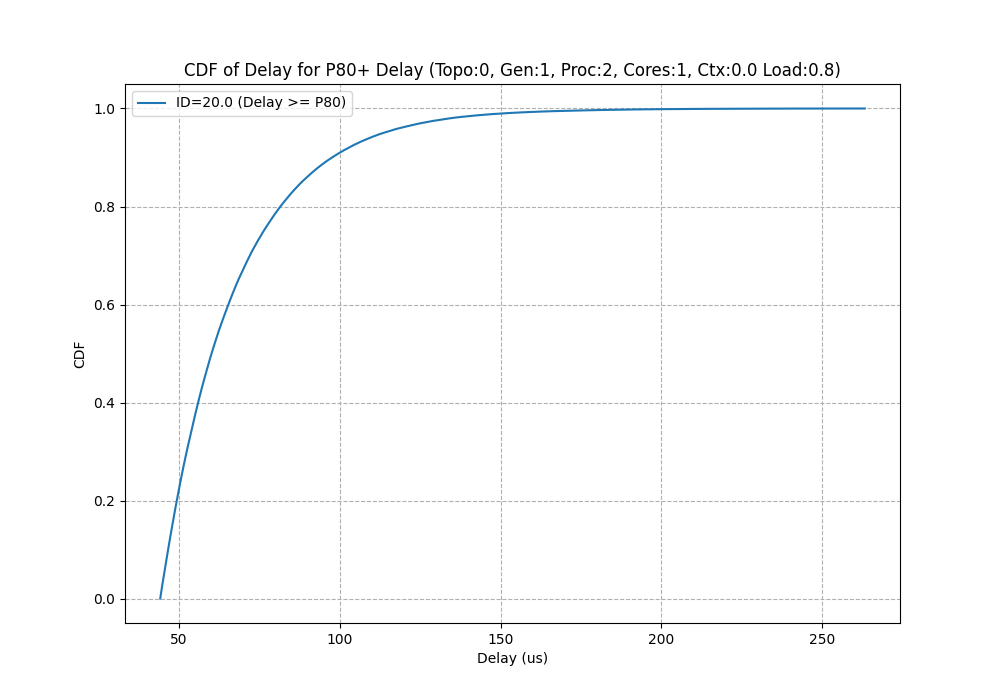 CDF of Delay for P80+ Delay (Topo:0, Gen:1, Proc:2, Cores:1, Ctx:0.0 Load:0.8)
ID=20.0 (Delay >= P80)
1.0
0.8
0.6
0.4
0.2
0.0
CDF
50 100 150 200 250
Delay (us)